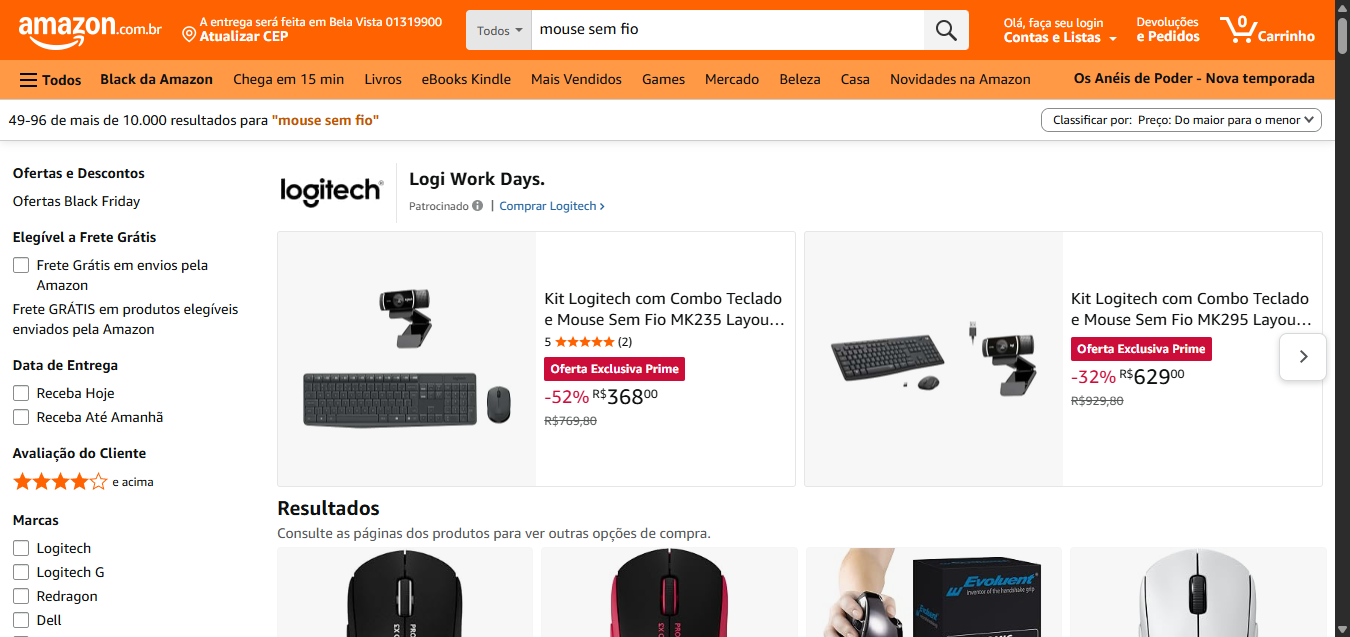 amazon.com.br
A entrega será feita em Bela Vista 01319900
Atualizar CEP
Todos
mouse sem fio
Olá, faça seu login
Contas e Listas
Devoluções
e Pedidos
0
Carrinho
Todos
Black da Amazon
Chega em 15 min
Livros
eBooks Kindle
Mais Vendidos
Games
Mercado
Beleza
Casa
Novidades na Amazon
Os Anéis de Poder - Nova temporada
49-96 de mais de 10.000 resultados para "mouse sem fio"
Classificar por: Preço: Do maior para o menor
Ofertas e Descontos
Ofertas Black Friday
Elegível a Frete Grátis
Frete Grátis em envios pela
Amazon
Frete GRÁTIS em produtos elegíveis
enviados pela Amazon
Data de Entrega
Receba Hoje
Receba Até Amanhã
Avaliação do Cliente
e acima
Marcas
Logitech
Logitech G
Redragon
Dell
logitech®
Logi Work Days.
Patrocinado | Comprar Logitech ›
Kit Logitech com Combo Teclado
e Mouse Sem Fio MK235 Layou…
5 (2)
Oferta Exclusiva Prime
-52% R$36800
R$769,80
Kit Logitech com Combo Teclado
e Mouse Sem Fio MK295 Layou…
Oferta Exclusiva Prime
-32% R$62900
R$929,80
Resultados
Consulte as páginas dos produtos para ver outras opções de compra.
Evoluent
inventor of the handshake grip